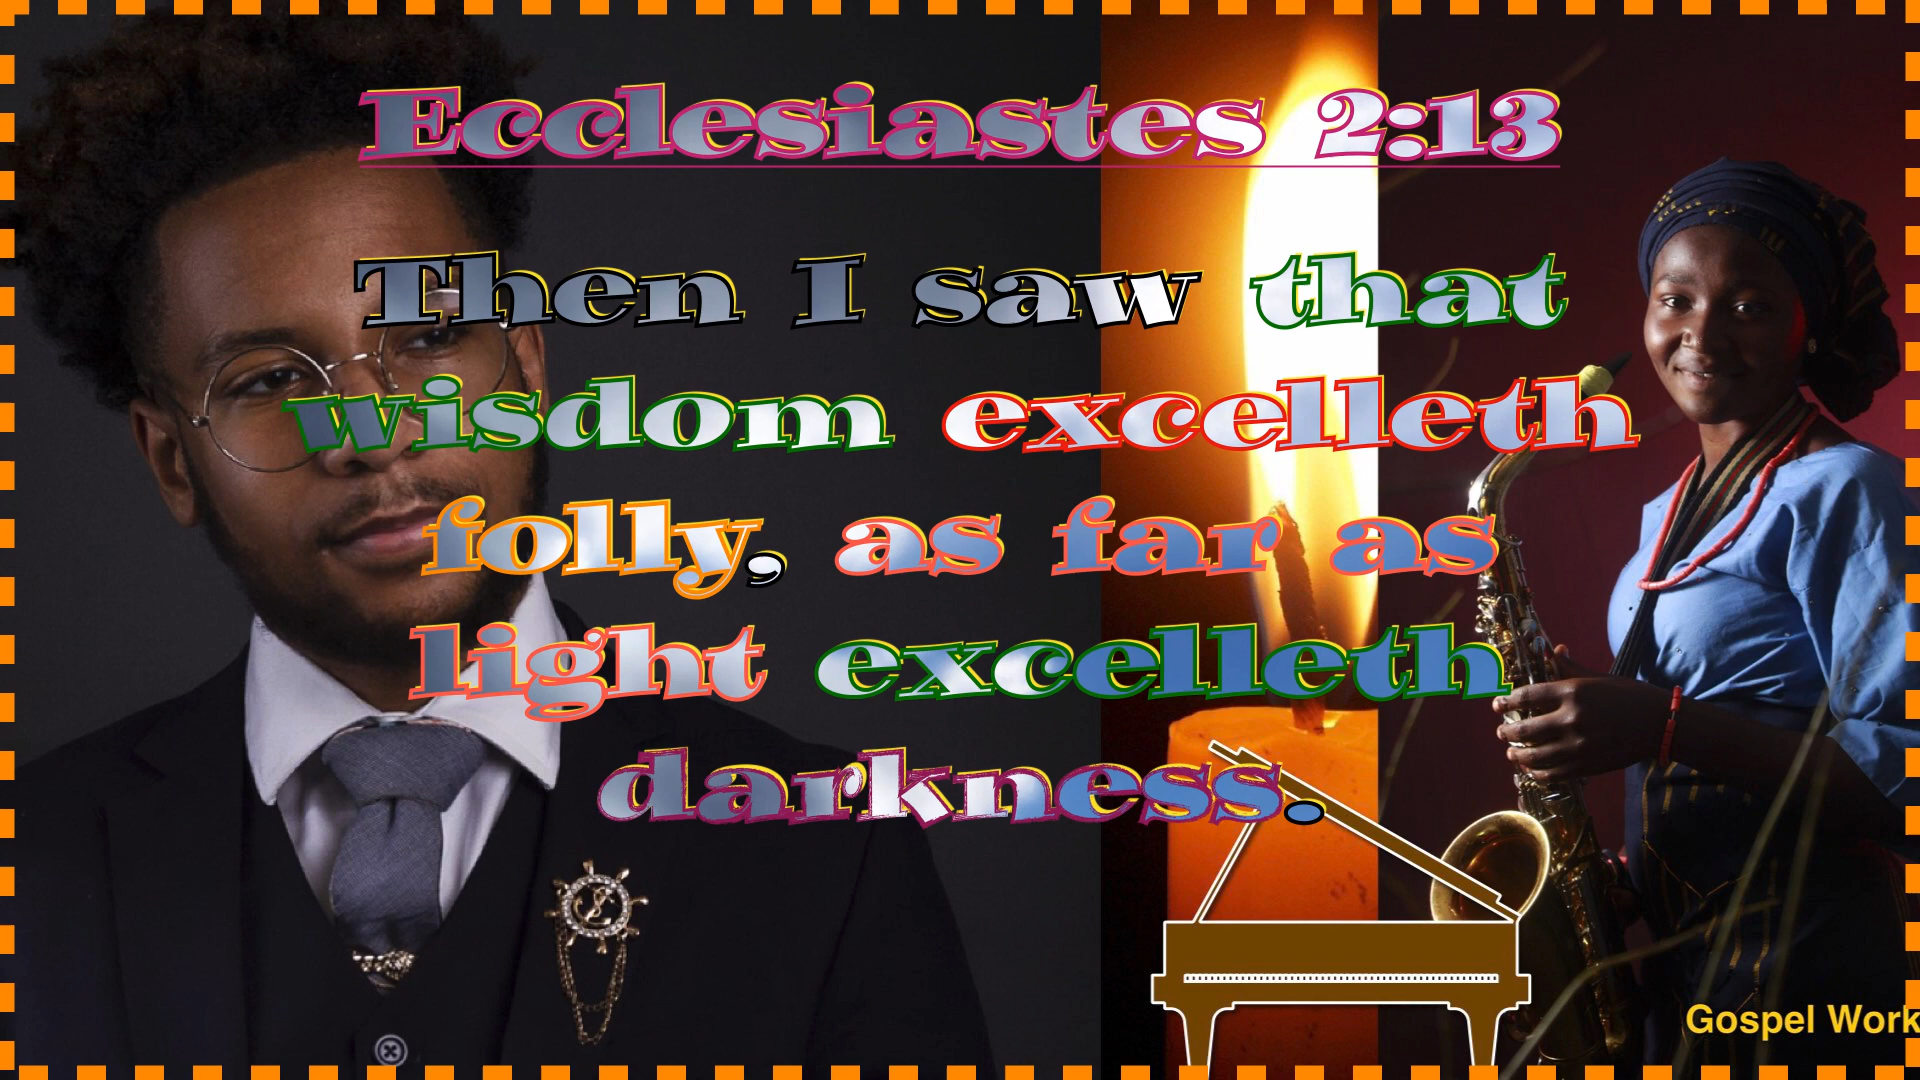 Ecclesiastes 2:13
Then I saw that
wisdom excelleth
folly, as far as
light excelleth
darkness.
Gospel Work